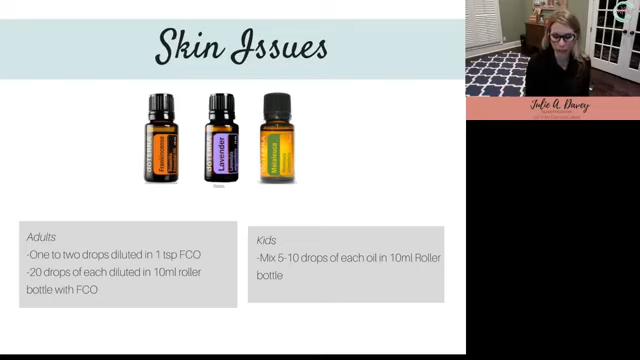 Skin Issues
dōTERRA
Frankincense
dōTERRA
Lavender
Melaleuca
Adults
-One to two drops diluted in 1 tsp FCO
-20 drops of each diluted in 10ml roller
bottle with FCO
Kids
-Mix 5-10 drops of each oil in 10ml Roller
bottle
Julie A. Davey